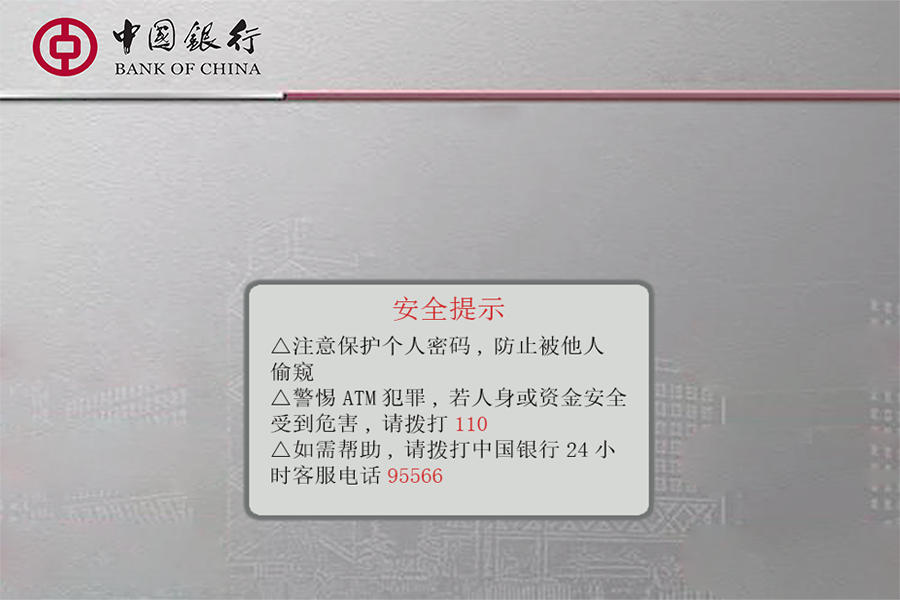 中国銀行
BANK OF CHINA
安全提示
△注意保护个人密码，防止被他人
偷窥
△警惕 ATM 犯罪，若人身或资金安全
受到危害，请拨打 110
△如需帮助，请拨打中国银行 24 小
时客服电话 95566